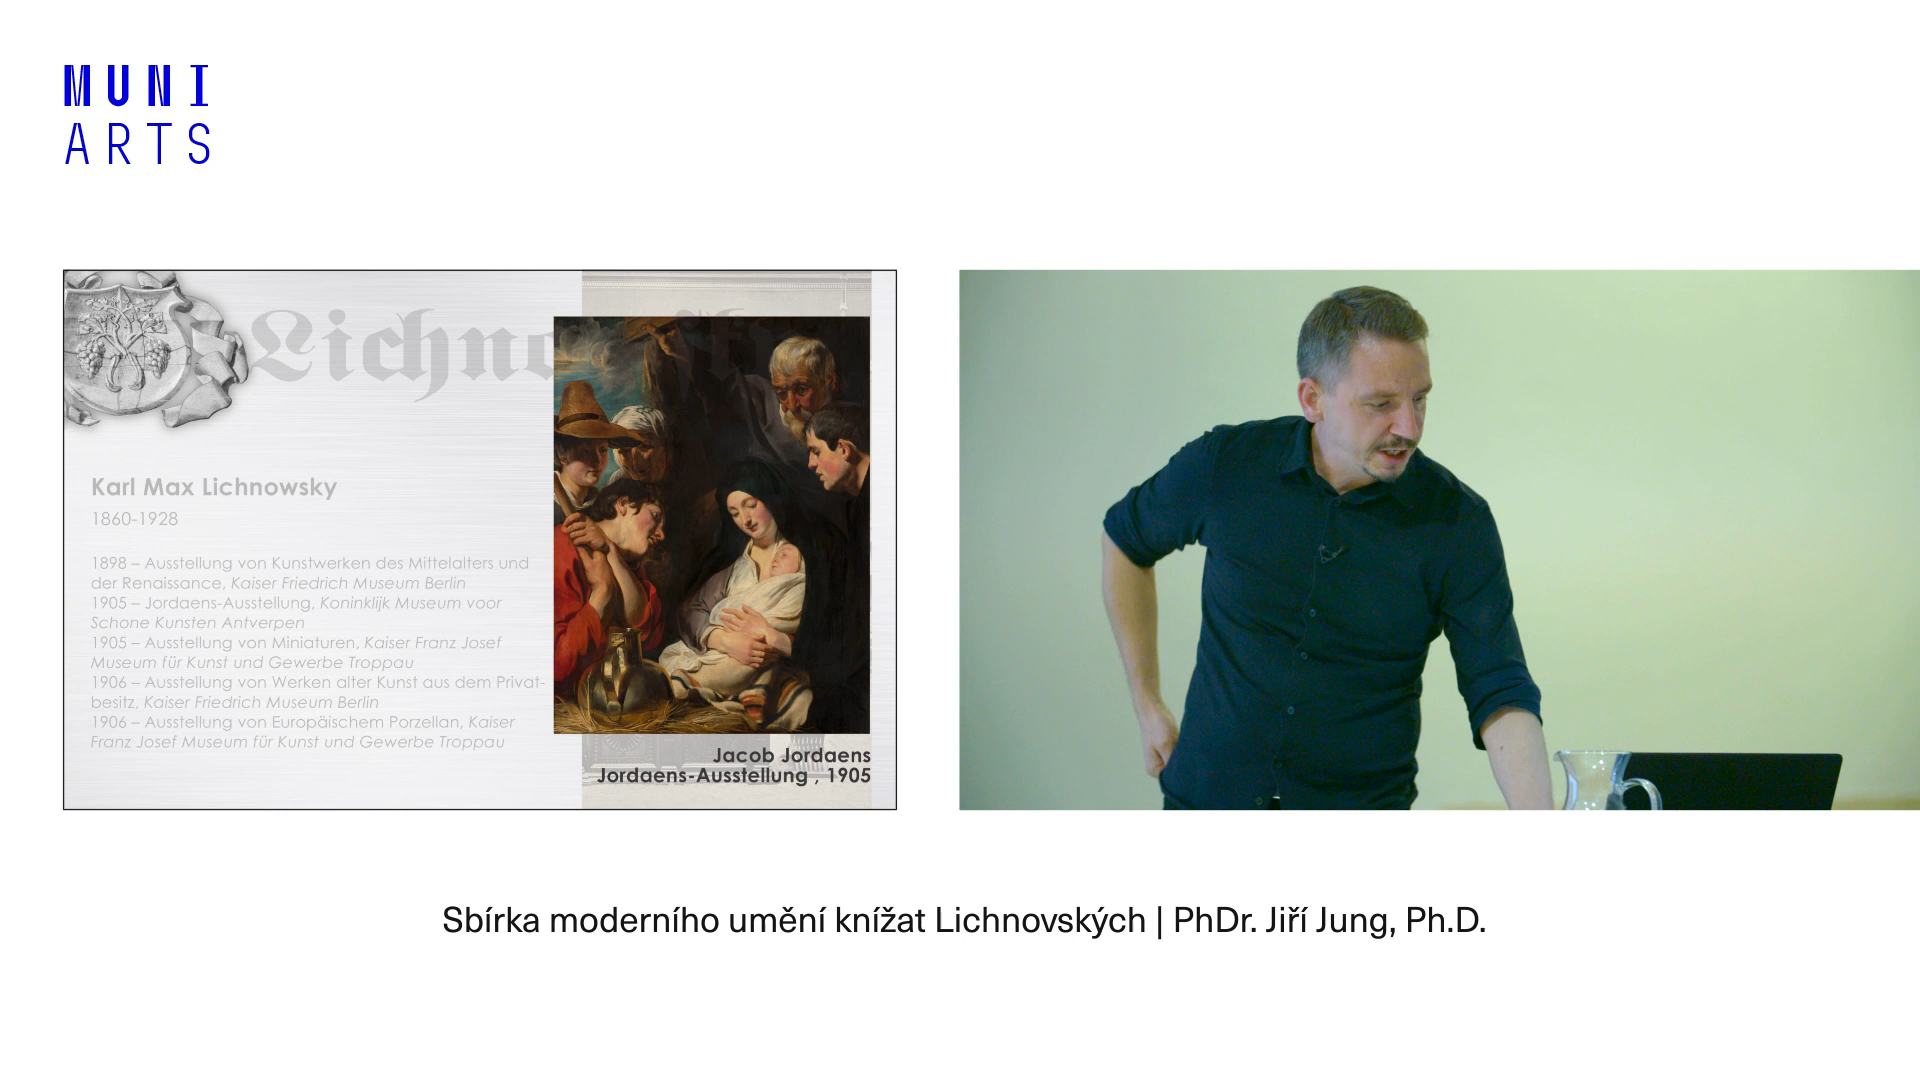 MUNI
ARTS
Lichno
Karl Max Lichnowsky
1860-1928
1898 – Ausstellung von Kunstwerken des Mittelalters und
der Renaissance, Kaiser Friedrich Museum Berlin
1905 – Jordaens-Ausstellung, Koninklijk Museum voor
Schone Kunsten Antverpen
1905 – Ausstellung von Miniaturen, Kaiser Franz Josef
Museum für Kunst und Gewerbe Troppau
1906 – Ausstellung von Werken alter Kunst aus dem Privat-
besitz, Kaiser Friedrich Museum Berlin
1906 – Ausstellung von Europäischem Porzellan, Kaiser
Franz Josef Museum für Kunst und Gewerbe Troppau
Jacob Jordaens
Jordaens-Ausstellung , 1905
Sbírka moderního umění knížat Lichnovských | PhDr. Jiří Jung, Ph.D.